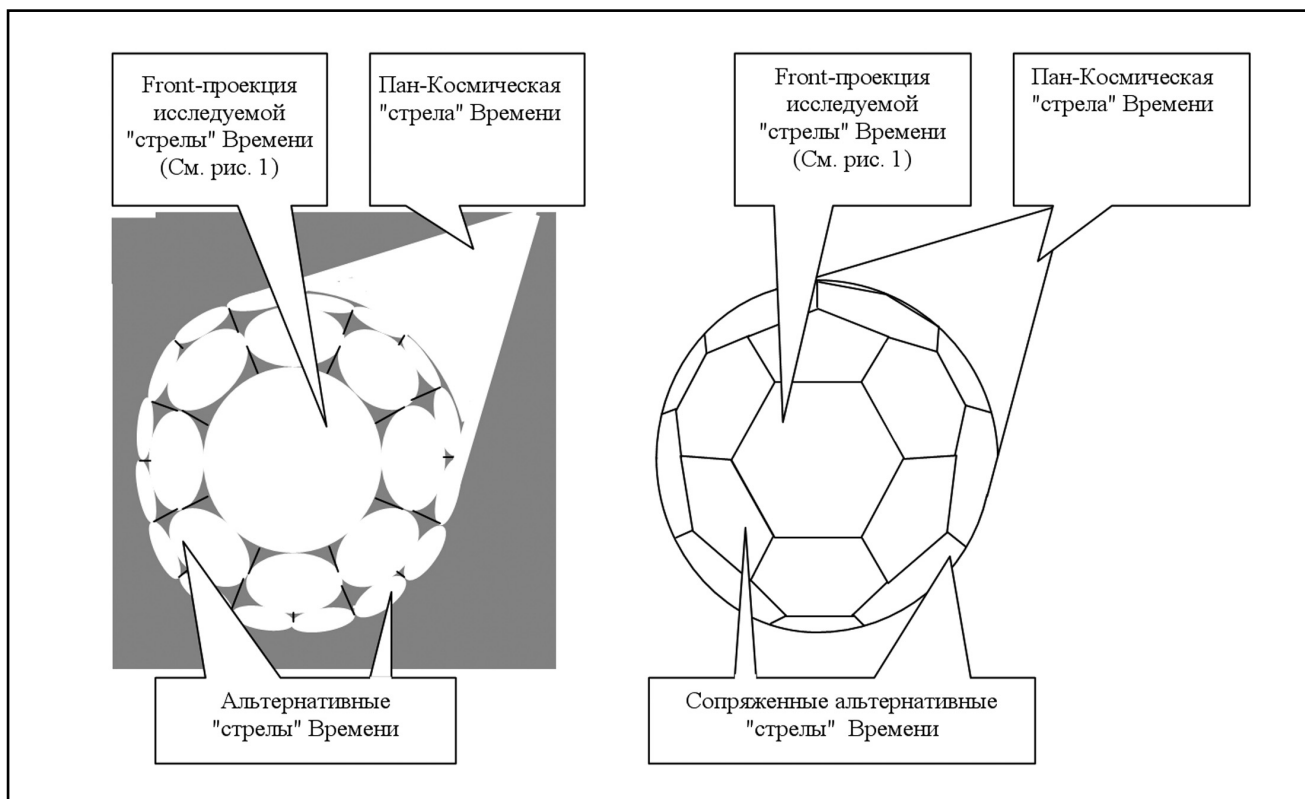 Front-проекция
исследуемой
"стрелы" Времени
(См. рис. 1)
Пан-Космическая
"стрела" Времени
Front-проекция
исследуемой
"стрелы" Времени
(См. рис. 1)
Пан-Космическая
"стрела" Времени
Альтернативные
"стрелы" Времени
Сопряженные альтернативные
"стрелы" Времени